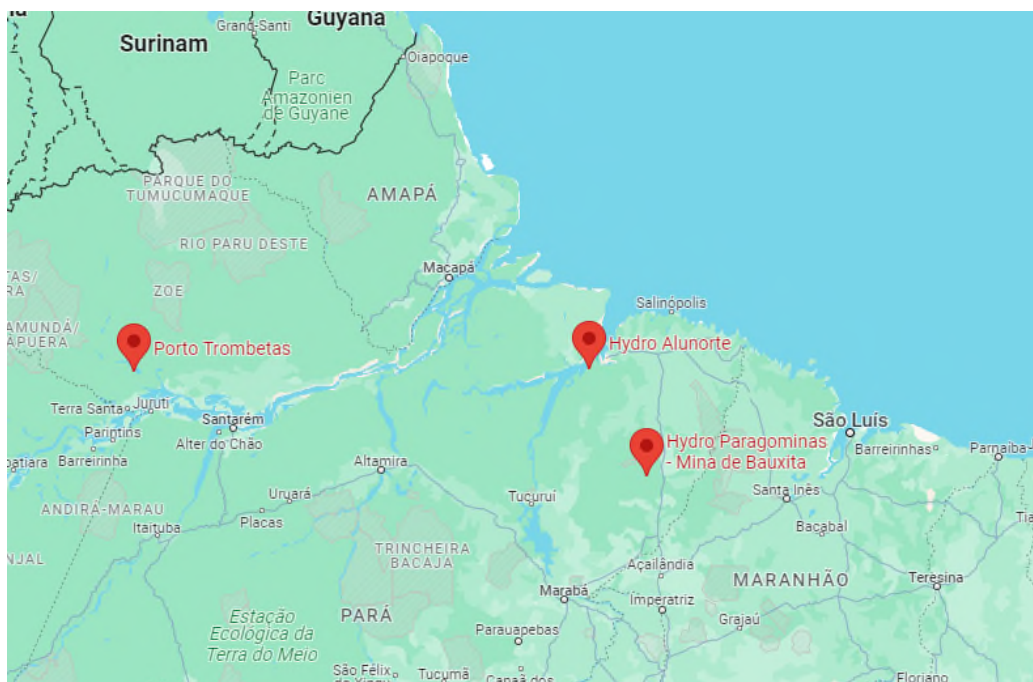 Guyane
Surinam
Grand-Santi
Oiapoque
Parc
Amazonien
de Guyane
PARQUE DO
TUMUCUMAQUE
AMAPÁ
RIO PARU DESTE
Macapá
ZOE
Salinópolis
Porto Trombetas
Hydro Alunorte
Terra Santa
Juruti
Santarém
Parintins
Alter do Chão
Barreirinha
São Luís
Hydro Paragominas
- Mina de Bauxita
Barreirinhas
Parnaíba
Altamira
Tucuruí
Santa Inês
Uruará
Placas
ANDIRÁ-MARAU
Itaituba
Bacabal
TRINCHEIRA
BACAJA
Açailândia
MARANHÃO
Teresina
Marabá
Imperatriz
Grajaú
Estação
Ecológica da
Terra do Meio
PARÁ
Parauapebas
São Félix
Tucumã
Floriano